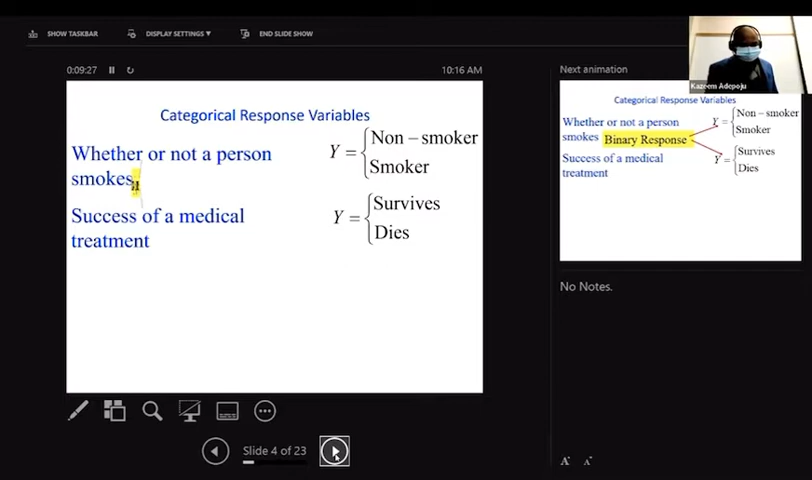 SHOW TASKBAR
DISPLAY SETTINGS ▼
END SLIDE SHOW
0:09:27
10:16 AM
Categorical Response Variables
Whether or not a person
smokes
Y = Non – smoker
Smoker
Success of a medical
treatment
Y = Survives
Dies
Slide 4 of 23
Kazeem Adepoju
Next animation
Categorical Response Variables
Whether or not a person
smokes Binary Response
Y = Non – smoker
Smoker
Success of a medical
treatment
Y = Survives
Dies
No Notes.
A A